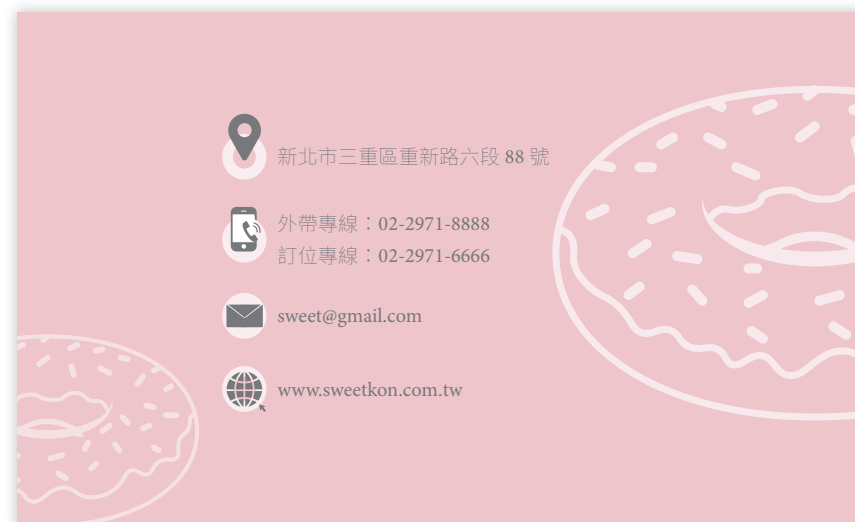 新北市三重區重新路六段 88 號
外帶專線：02-2971-8888
訂位專線：02-2971-6666
sweet@gmail.com
www.sweetkon.com.tw